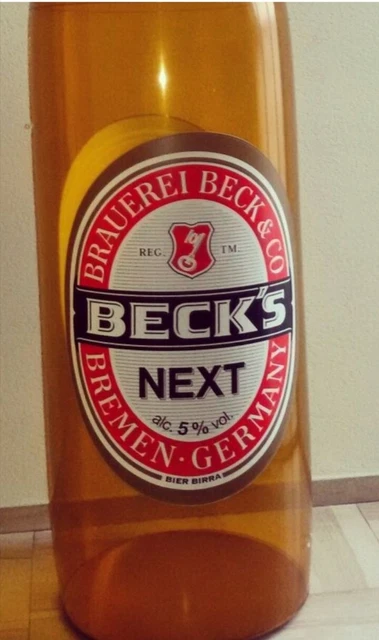 BRAUEREI BECK & CO
REG. TM.
BECK'S
NEXT
alc. 5% vol.
BREMEN · GERMANY
BIER BIRRA